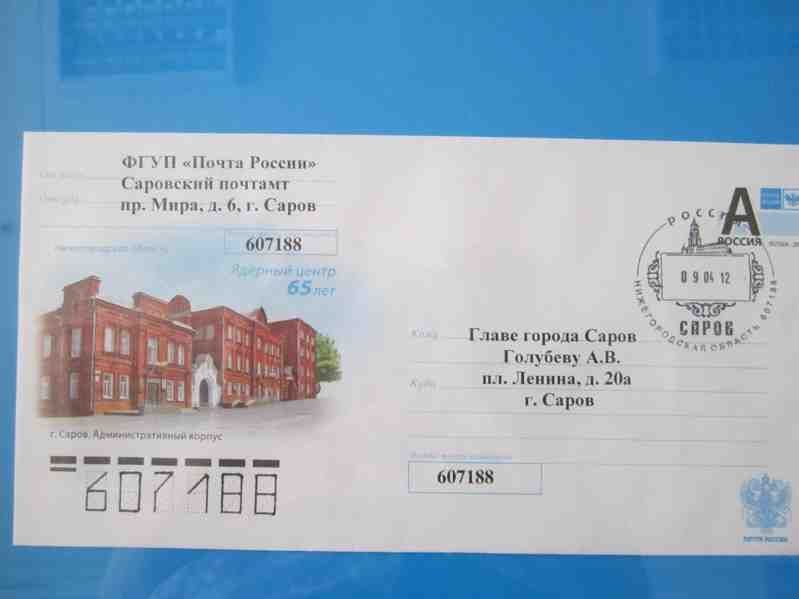 ФГУП «Почта России»
Саровский почтамт
пр. Мира, д. 6, г. Саров
Нижегородская область
607188
Ядерный центр
65 лет
А
РОССИЯ
РОССИЯ
09 04 12
САРОВ
НИЖЕГОРОДСКАЯ ОБЛАСТЬ 607188
Кому
Главе города Саров
Голубеву А.В.
Куда
пл. Ленина, д. 20а
г. Саров
607188
г. Саров. Административный корпус
607188
ПОЧТА РОССИИ